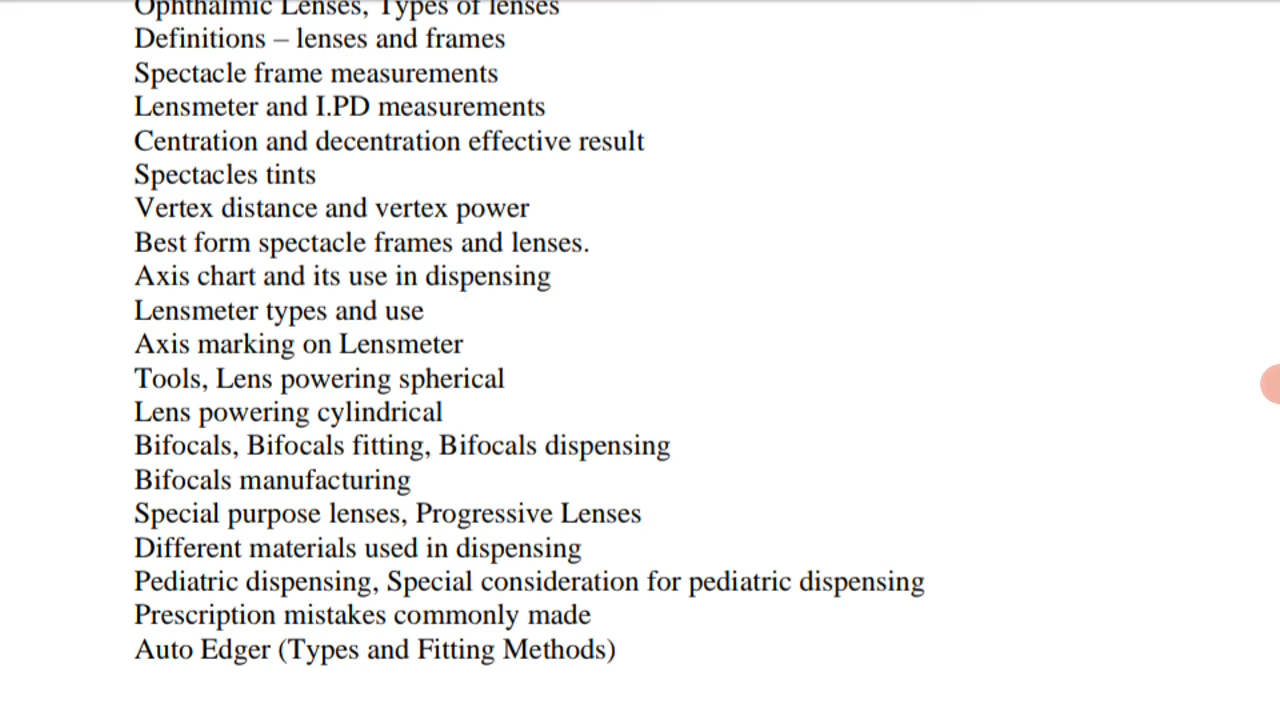 Ophthalmic Lenses, Types of lenses
Definitions – lenses and frames
Spectacle frame measurements
Lensmeter and I.PD measurements
Centration and decentration effective result
Spectacles tints
Vertex distance and vertex power
Best form spectacle frames and lenses.
Axis chart and its use in dispensing
Lensmeter types and use
Axis marking on Lensmeter
Tools, Lens powering spherical
Lens powering cylindrical
Bifocals, Bifocals fitting, Bifocals dispensing
Bifocals manufacturing
Special purpose lenses, Progressive Lenses
Different materials used in dispensing
Pediatric dispensing, Special consideration for pediatric dispensing
Prescription mistakes commonly made
Auto Edger (Types and Fitting Methods)